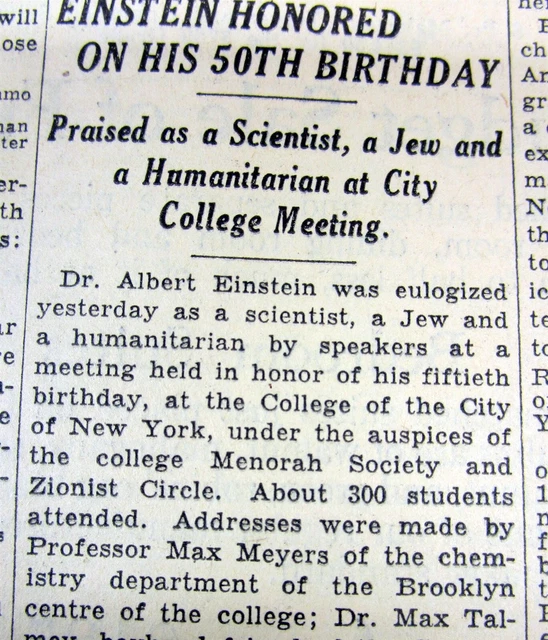 EINSTEIN HONORED
ON HIS 50TH BIRTHDAY
Praised as a Scientist, a Jew and
a Humanitarian at City
College Meeting.
Dr. Albert Einstein was eulogized
yesterday as a scientist, a Jew and
a humanitarian by speakers at a
meeting held in honor of his fiftieth
birthday, at the College of the City
of New York, under the auspices of
the college Menorah Society and
Zionist Circle. About 300 students
attended. Addresses were made by
Professor Max Meyers of the chem-
istry department of the Brooklyn
centre of the college; Dr. Max Tal-